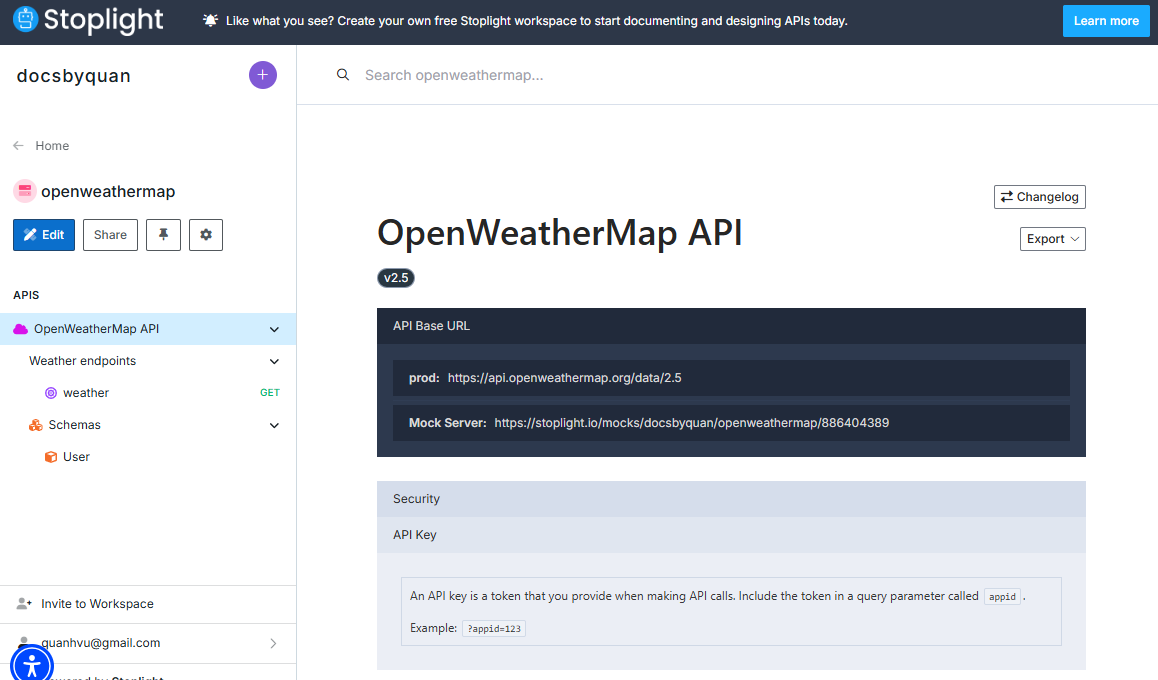 Stoplight
Like what you see? Create your own free Stoplight workspace to start documenting and designing APIs today.
Learn more
docsbyquan
Search openweathermap...
Home
openweathermap
Edit
Share
APIS
OpenWeatherMap API
Weather endpoints
weather
GET
Schemas
User
Invite to Workspace
quanhvu@gmail.com
Stoplight
Changelog
OpenWeatherMap API
Export
v2.5
API Base URL
prod: https://api.openweathermap.org/data/2.5
Mock Server: https://stoplight.io/mocks/docsbyquan/openweathermap/886404389
Security
API Key
An API key is a token that you provide when making API calls. Include the token in a query parameter called appid .
Example: ?appid=123